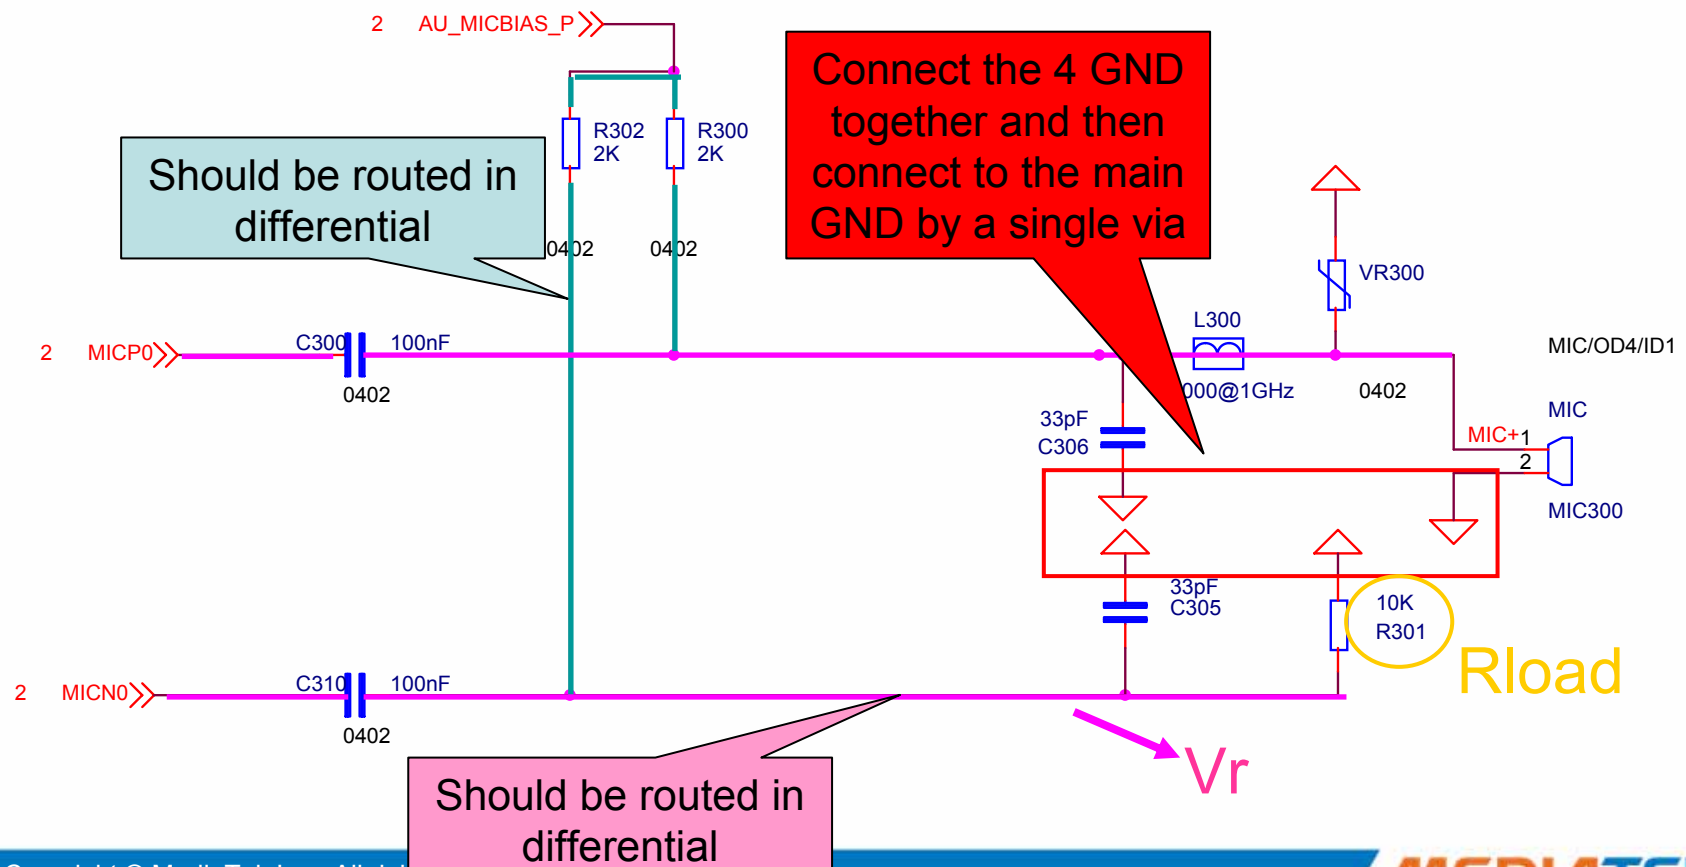 2 AU_MICBIAS_P
Connect the 4 GND
together and then
connect to the main
GND by a single via
R302
2K
R300
2K
Should be routed in
differential
0402
0402
VR300
L300
C300
100nF
2 MICP0
MIC/OD4/ID1
0402
000@1GHz
0402
33pF
C306
MIC
MIC+
1
2
MIC300
33pF
C305
10K
R301
Rload
2 MICN0
C310
100nF
0402
Vr
Should be routed in
differential